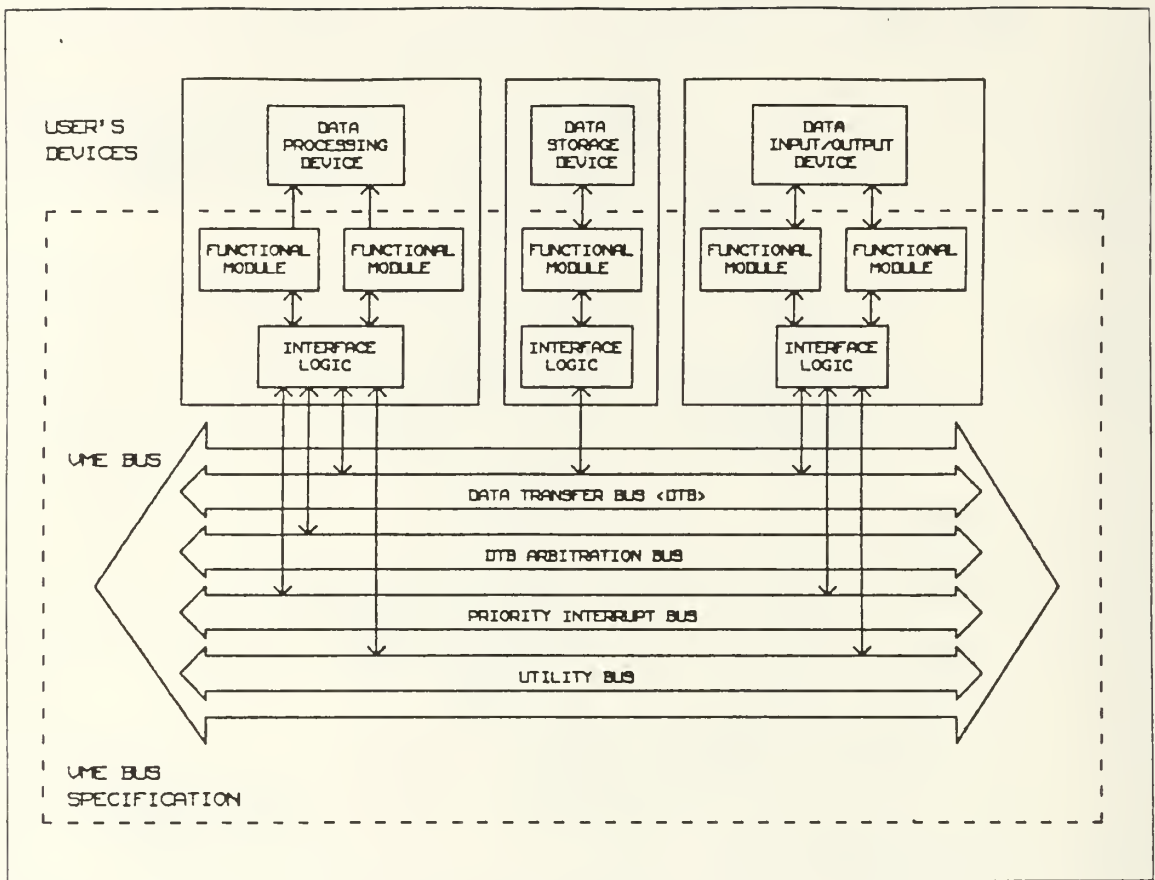 USER'S
DEVICES
DATA
PROCESSING
DEVICE
DATA
STORAGE
DEVICE
DATA
INPUT/OUTPUT
DEVICE
FUNCTIONAL
MODULE
FUNCTIONAL
MODULE
FUNCTIONAL
MODULE
FUNCTIONAL
MODULE
FUNCTIONAL
MODULE
INTERFACE
LOGIC
INTERFACE
LOGIC
INTERFACE
LOGIC
VME BUS
DATA TRANSFER BUS <DTB>
DTB ARBITRATION BUS
PRIORITY INTERRUPT BUS
UTILITY BUS
VME BUS
SPECIFICATION